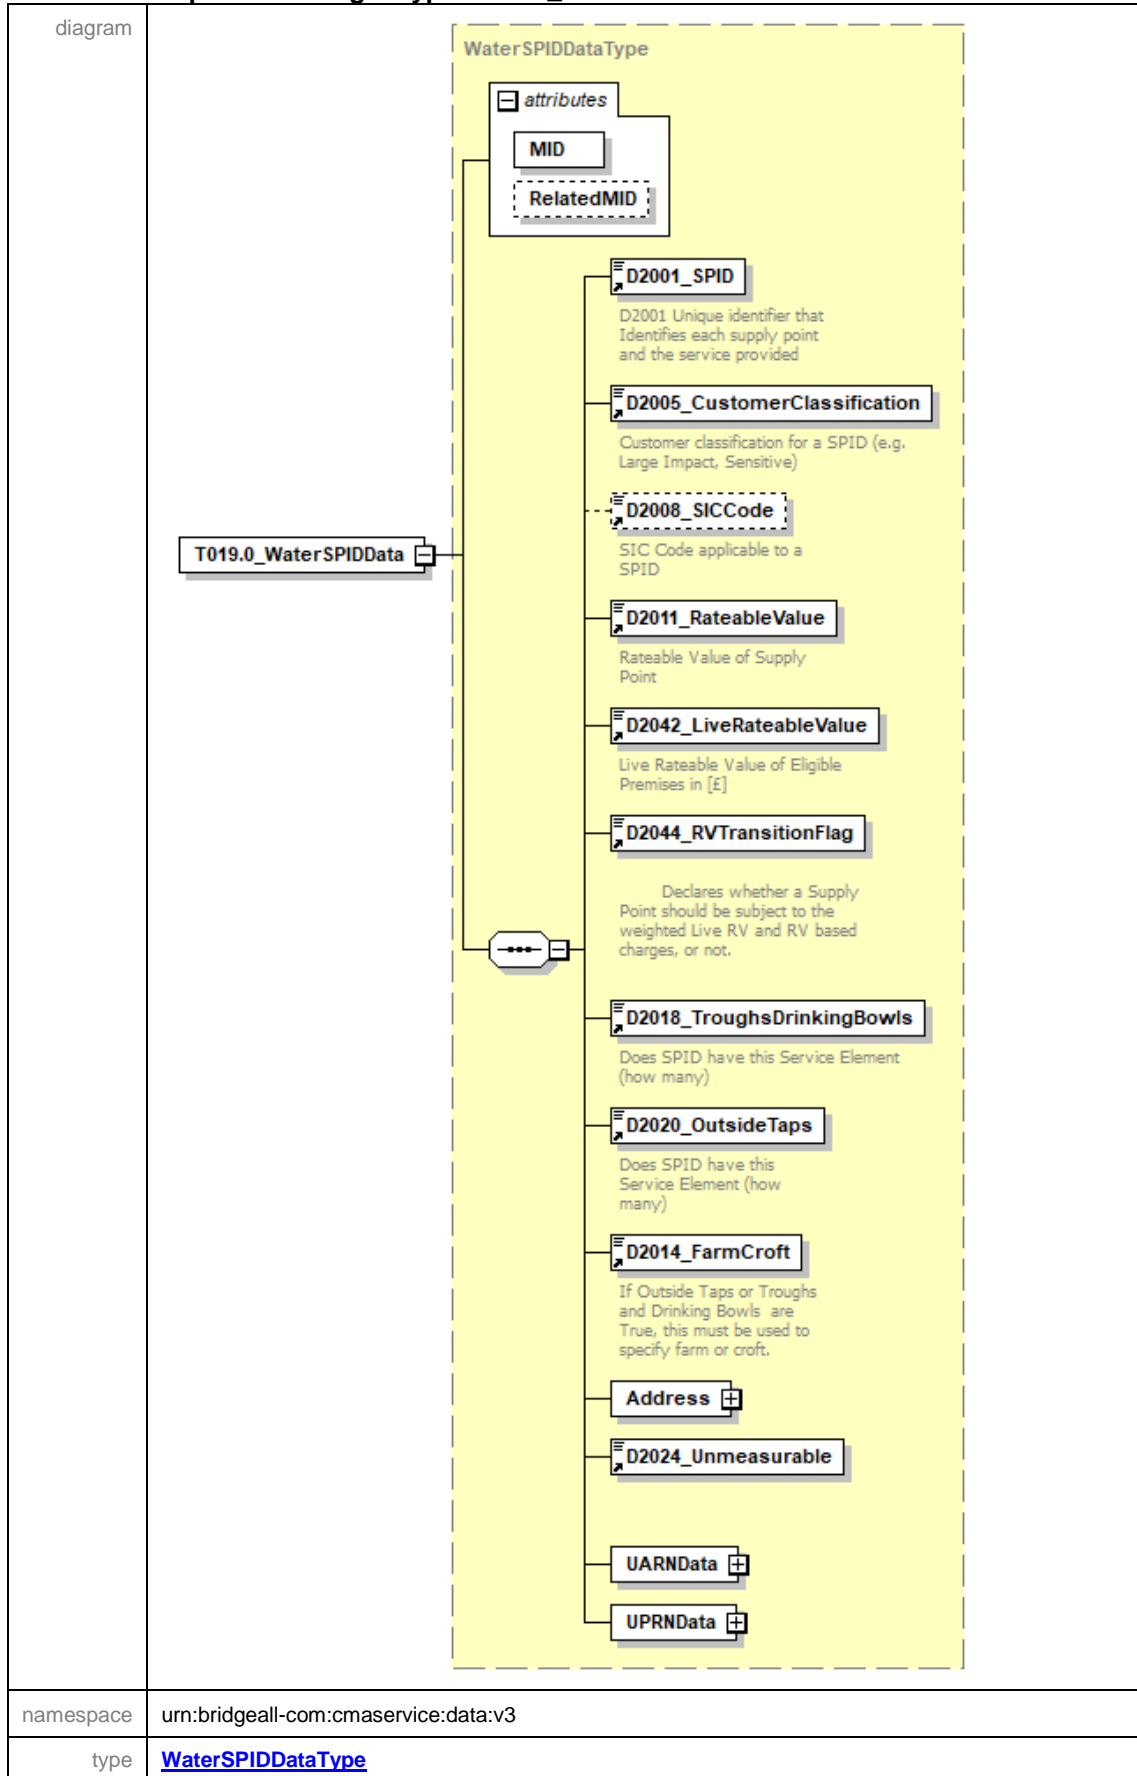 diagram
WaterSPIDDataType
attributes
MID
RelatedMID
D2001_SPID
D2001 Unique identifier that
Identifies each supply point
and the service provided
D2005_CustomerClassification
Customer classification for a SPID (e.g.
Large Impact, Sensitive)
D2008_SICCode
SIC Code applicable to a
SPID
T019.0_WaterSPIDData
D2011_RateableValue
Rateable Value of Supply
Point
D2042_LiveRateableValue
Live Rateable Value of Eligible
Premises in [£]
D2044_RVTransitionFlag
Declares whether a Supply
Point should be subject to the
weighted Live RV and RV based
charges, or not.
D2018_TroughsDrinkingBowls
Does SPID have this Service Element
(how many)
D2020_OutsideTaps
Does SPID have this
Service Element (how
many)
D2014_FarmCroft
If Outside Taps or Troughs
and Drinking Bowls are
True, this must be used to
specify farm or croft.
Address
D2024_Unmeasurable
UARNData
UPRNData
namespace
urn:bridgeall-com:cmaservice:data:v3
type
WaterSPIDDataType